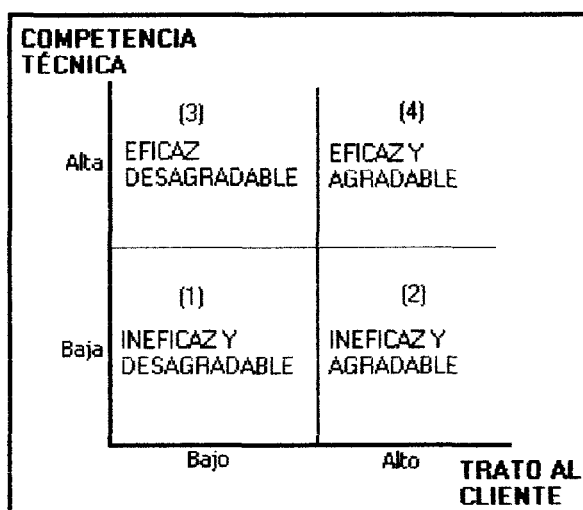 COMPETENCIA
TÉCNICA
(3)
(4)
Alta
EFICAZ
DESAGRADABLE
EFICAZ Y
AGRADABLE
(1)
(2)
Baja
INEFICAZ Y
DESAGRADABLE
INEFICAZ Y
AGRADABLE
Bajo
Alto
TRATO AL
CLIENTE